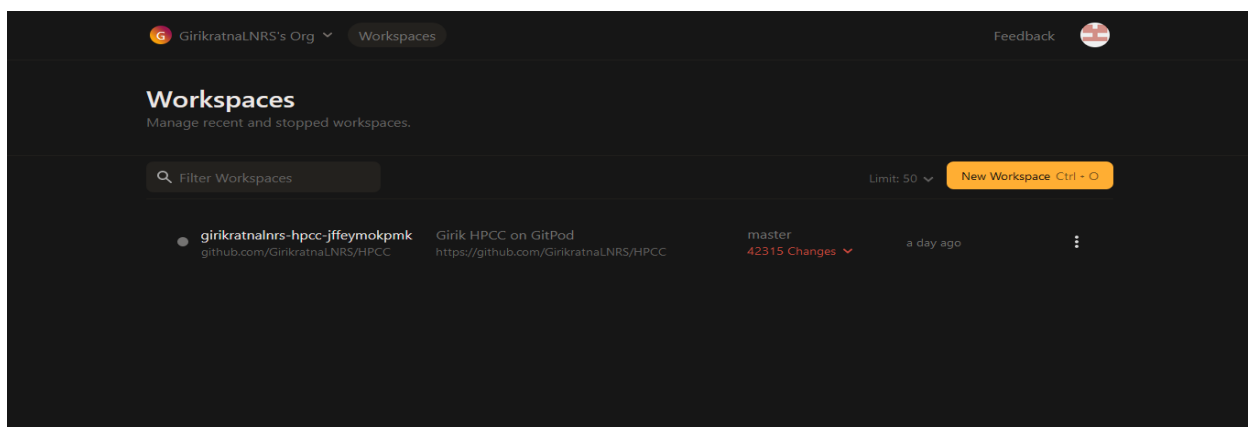 G GirikratnaLNRS's Org Workspaces Feedback
Workspaces
Manage recent and stopped workspaces.
Filter Workspaces Limit: 50 New Workspace Ctrl + O
girikratnalnrs-hpcc-jffeymokpmk Girik HPCC on GitPod master
github.com/GirikratnaLNRS/HPCC https://github.com/GirikratnaLNRS/HPCC 42315 Changes a day ago